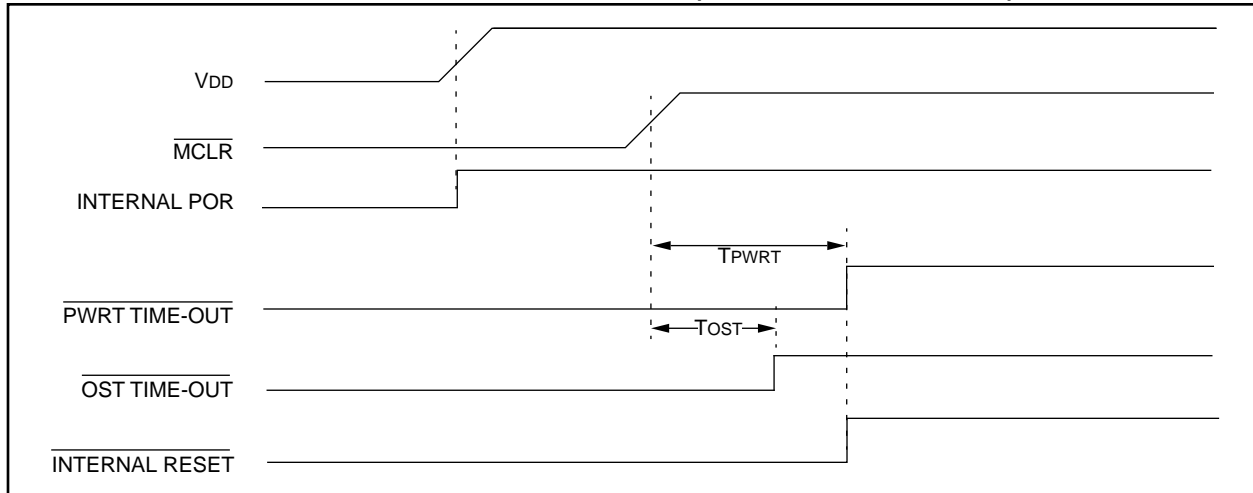 VDD
MCLR
INTERNAL POR
TPWRT
PWRT TIME-OUT
TOST
OST TIME-OUT
INTERNAL RESET